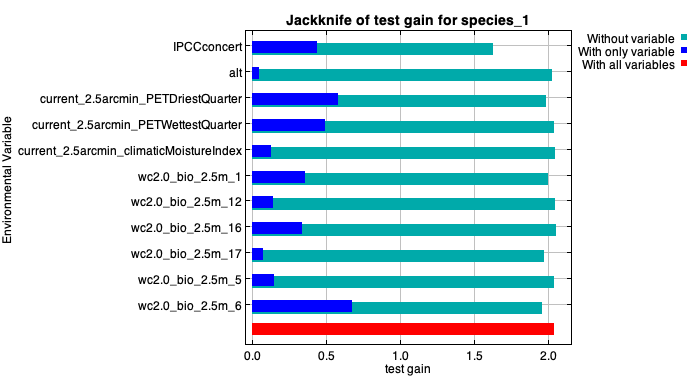 Jackknife of test gain for species_1
Without variable
With only variable
With all variables
Environmental Variable
IPCCconcert
alt
current_2.5arcmin_PETDriestQuarter
current_2.5arcmin_PETWettestQuarter
current_2.5arcmin_climaticMoistureIndex
wc2.0_bio_2.5m_1
wc2.0_bio_2.5m_12
wc2.0_bio_2.5m_16
wc2.0_bio_2.5m_17
wc2.0_bio_2.5m_5
wc2.0_bio_2.5m_6
0.0 0.5 1.0 1.5 2.0
test gain